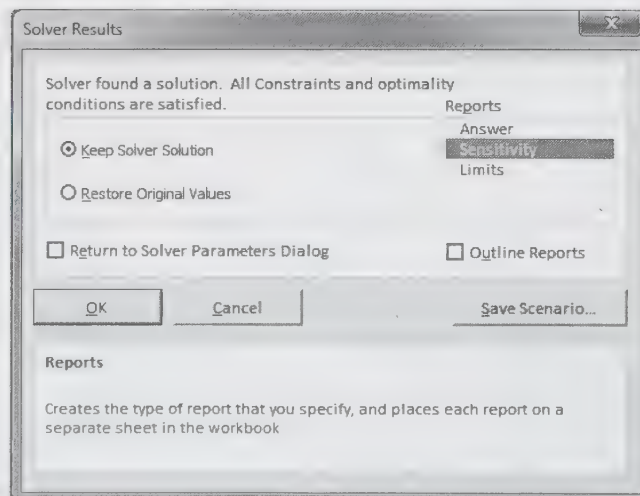 Solver Results
Solver found a solution. All Constraints and optimality
conditions are satisfied.
Reports
Answer
Sensitivity
Limits
Keep Solver Solution
Restore Original Values
Return to Solver Parameters Dialog
Outline Reports
OK
Cancel
Save Scenario...
Reports
Creates the type of report that you specify, and places each report on a
separate sheet in the workbook